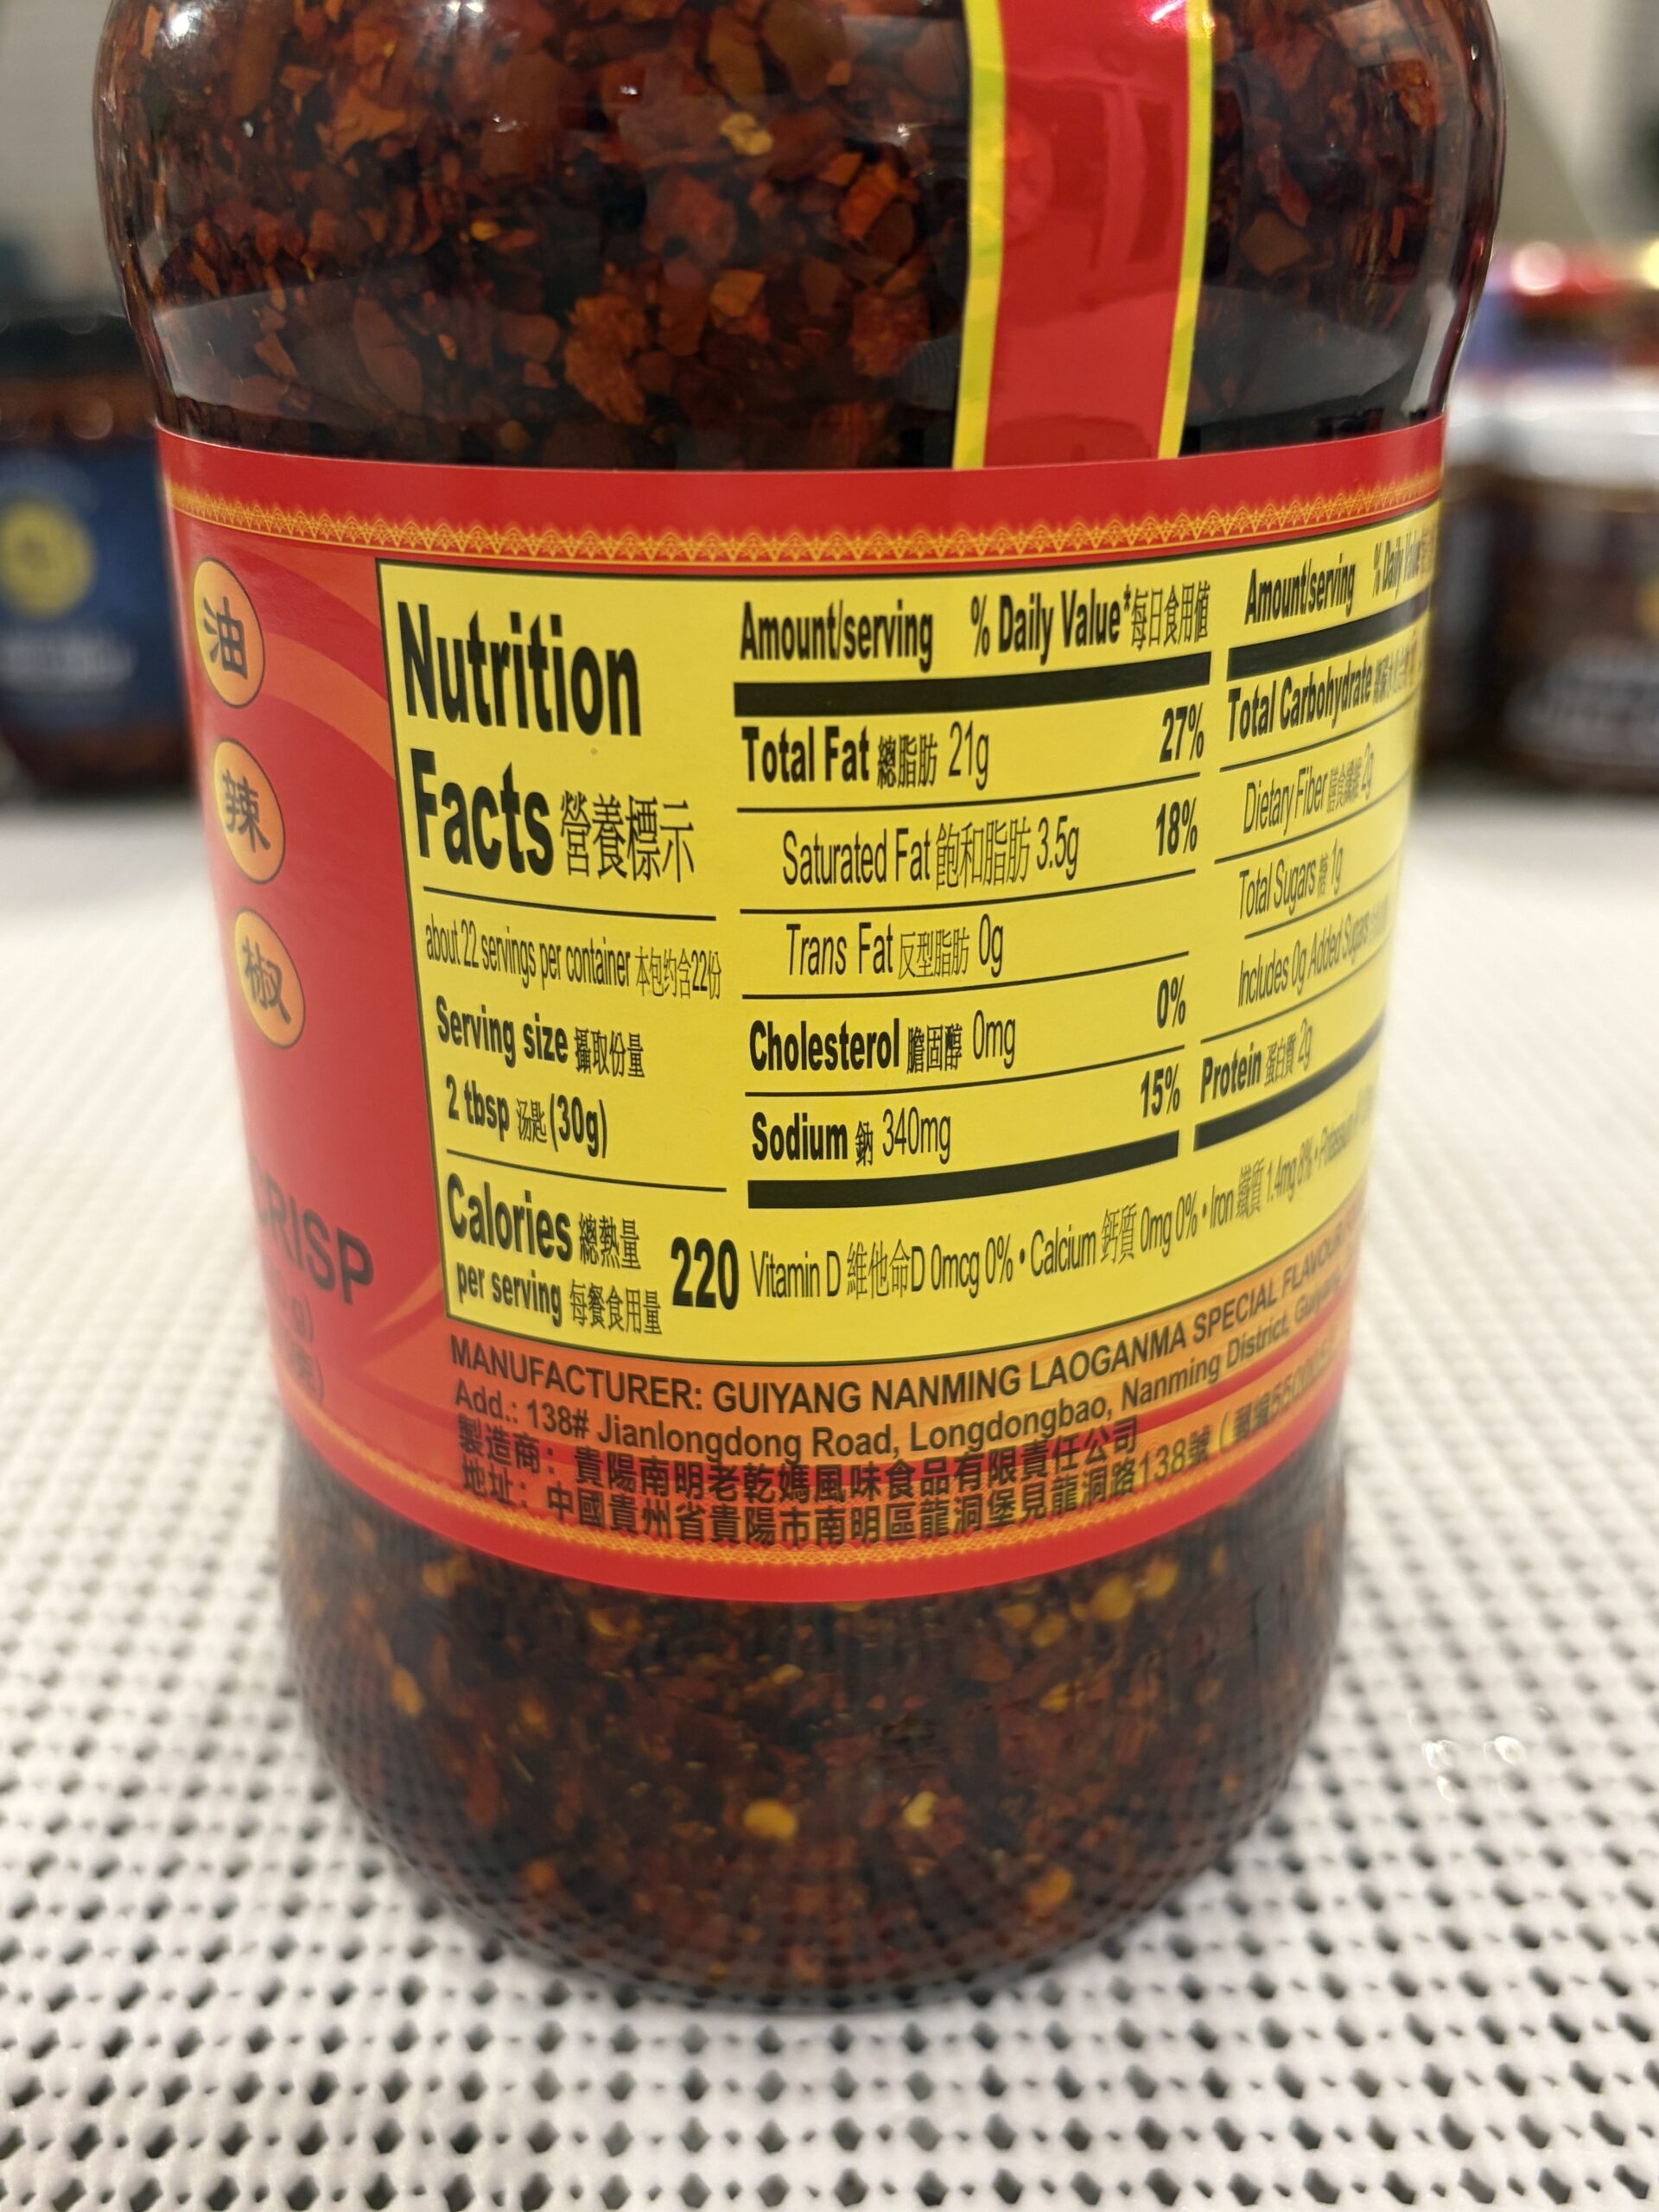 油
辣
椒
CRISP
Nutrition
Facts 營養標示
about 22 servings per container 本包约含22份
Serving size 攝取份量
2 tbsp 汤匙(30g)
Calories 總熱量
per serving 每餐食用量 220
Amount/serving % Daily Value*每日食用值
Total Fat 總脂肪 21g 27%
Saturated Fat 飽和脂肪 3.5g 18%
Trans Fat 反型脂肪 0g
Cholesterol 膽固醇 0mg 0%
Sodium 鈉 340mg 15%
Amount/serving % Daily Value
Total Carbohydrate
Dietary Fiber 2g
Total Sugars 糖 1g
Includes 0g Added Sugars
Protein 蛋白質 2g
Vitamin D 維他命D 0mcg 0% • Calcium 鈣質 0mg 0% • Iron 鐵質 1.4mg 8% • Potassium
MANUFACTURER: GUIYANG NANMING LAOGANMA SPECIAL FLAVOUR
Add.: 138# Jianlongdong Road, Longdongbao, Nanming District, Guiyang
製造商：貴陽南明老乾媽風味食品有限責任公司
地址：中國貴州省貴陽市南明區龍洞堡見龍洞路138號